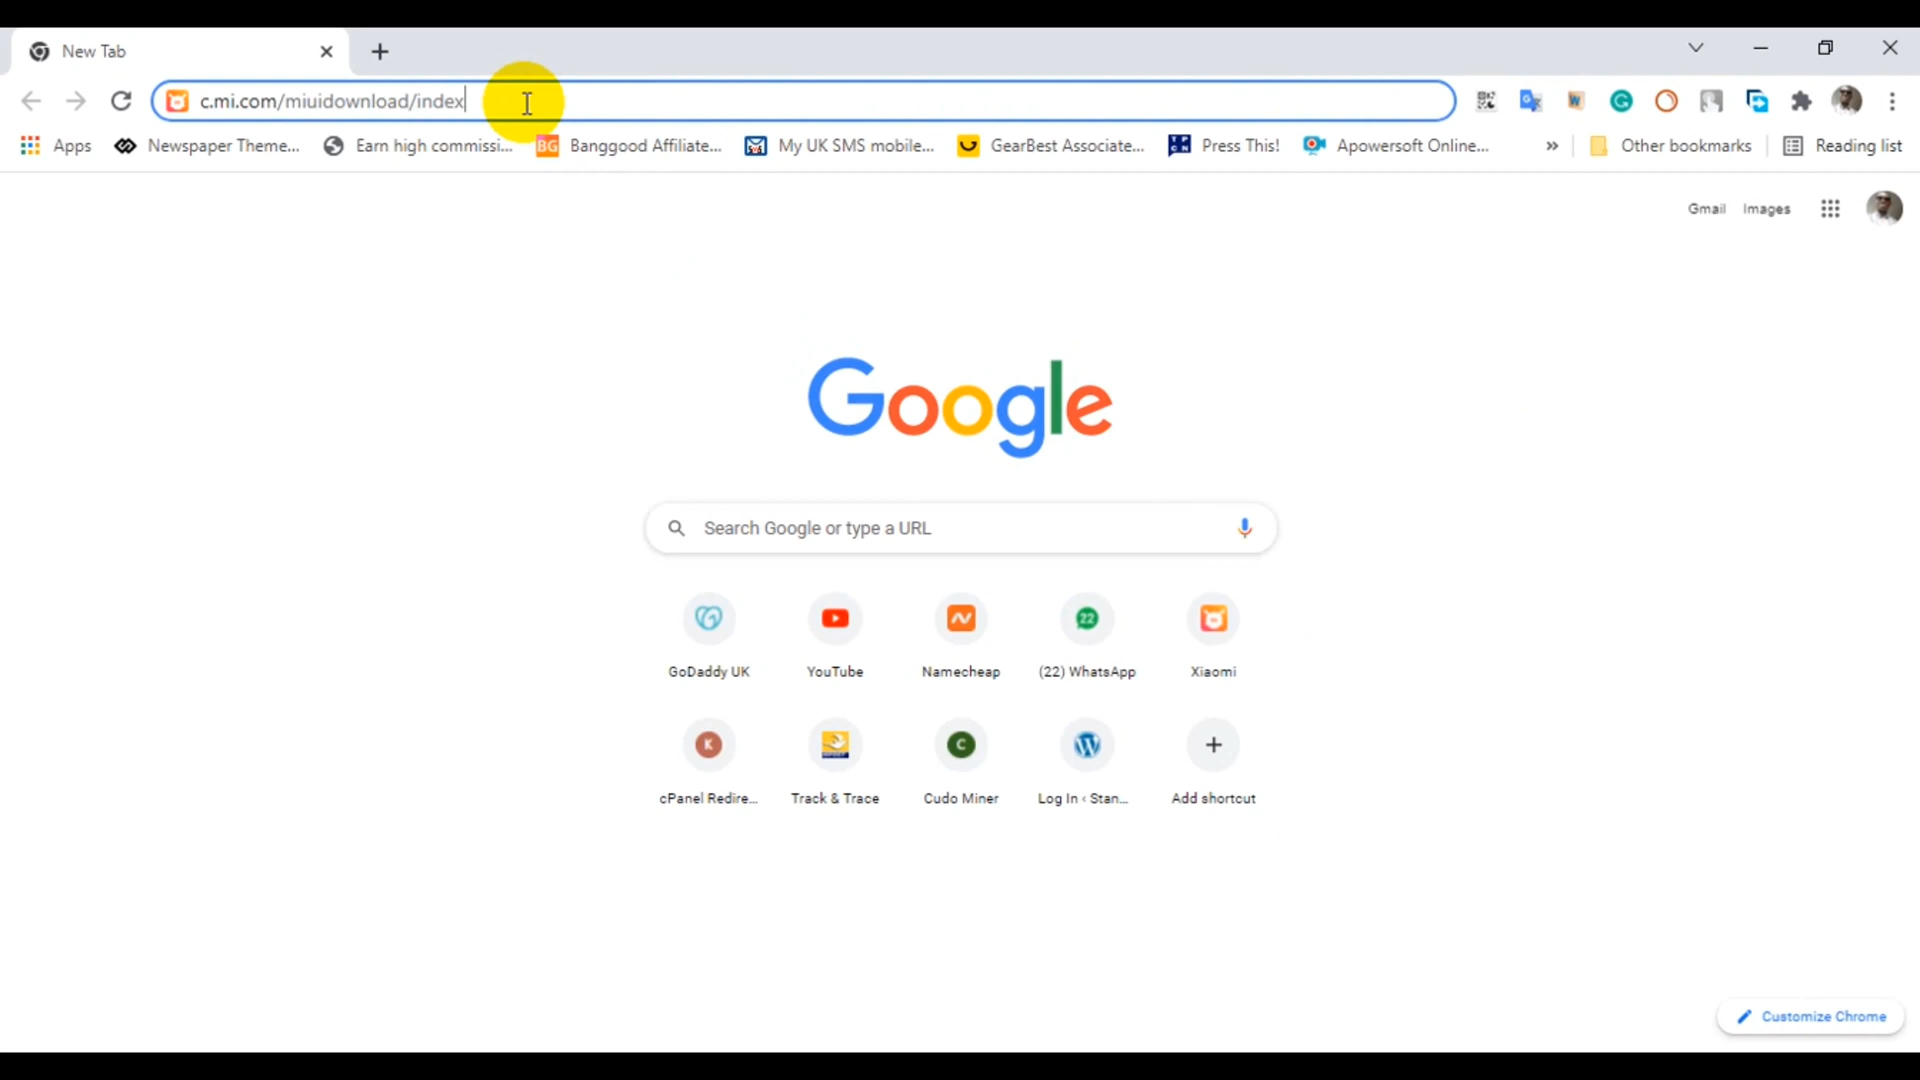 New Tab
c.mi.com/miuidownload/index
Apps Newspaper Theme... Earn high commissi... BG Banggood Affiliate... My UK SMS mobile... GearBest Associate... Press This! Apowersoft Online... » Other bookmarks Reading list
Gmail Images
Google
Search Google or type a URL
22
GoDaddy UK YouTube Namecheap (22) WhatsApp Xiaomi
K C
cPanel Redire... Track & Trace Cudo Miner Log In ‹ Stan... Add shortcut
Customize Chrome